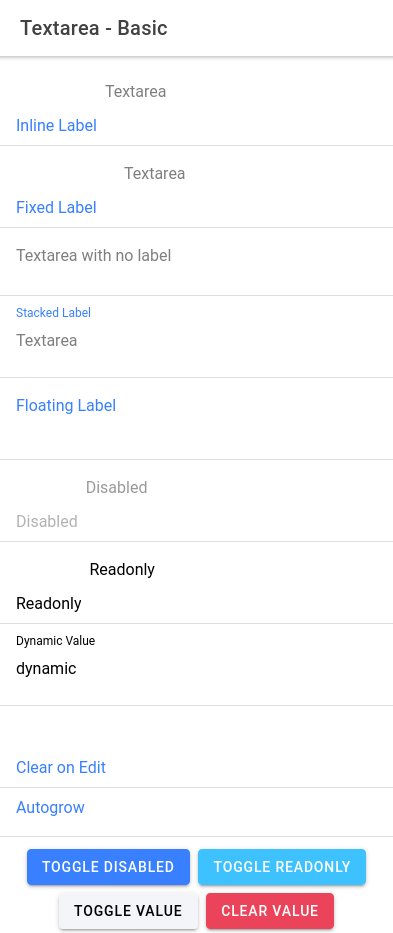 Textarea - Basic
Textarea
Inline Label
Textarea
Fixed Label
Textarea with no label
Stacked Label
Textarea
Floating Label
Disabled
Disabled
Readonly
Readonly
Dynamic Value
dynamic
Clear on Edit
Autogrow
TOGGLE DISABLED TOGGLE READONLY
TOGGLE VALUE CLEAR VALUE